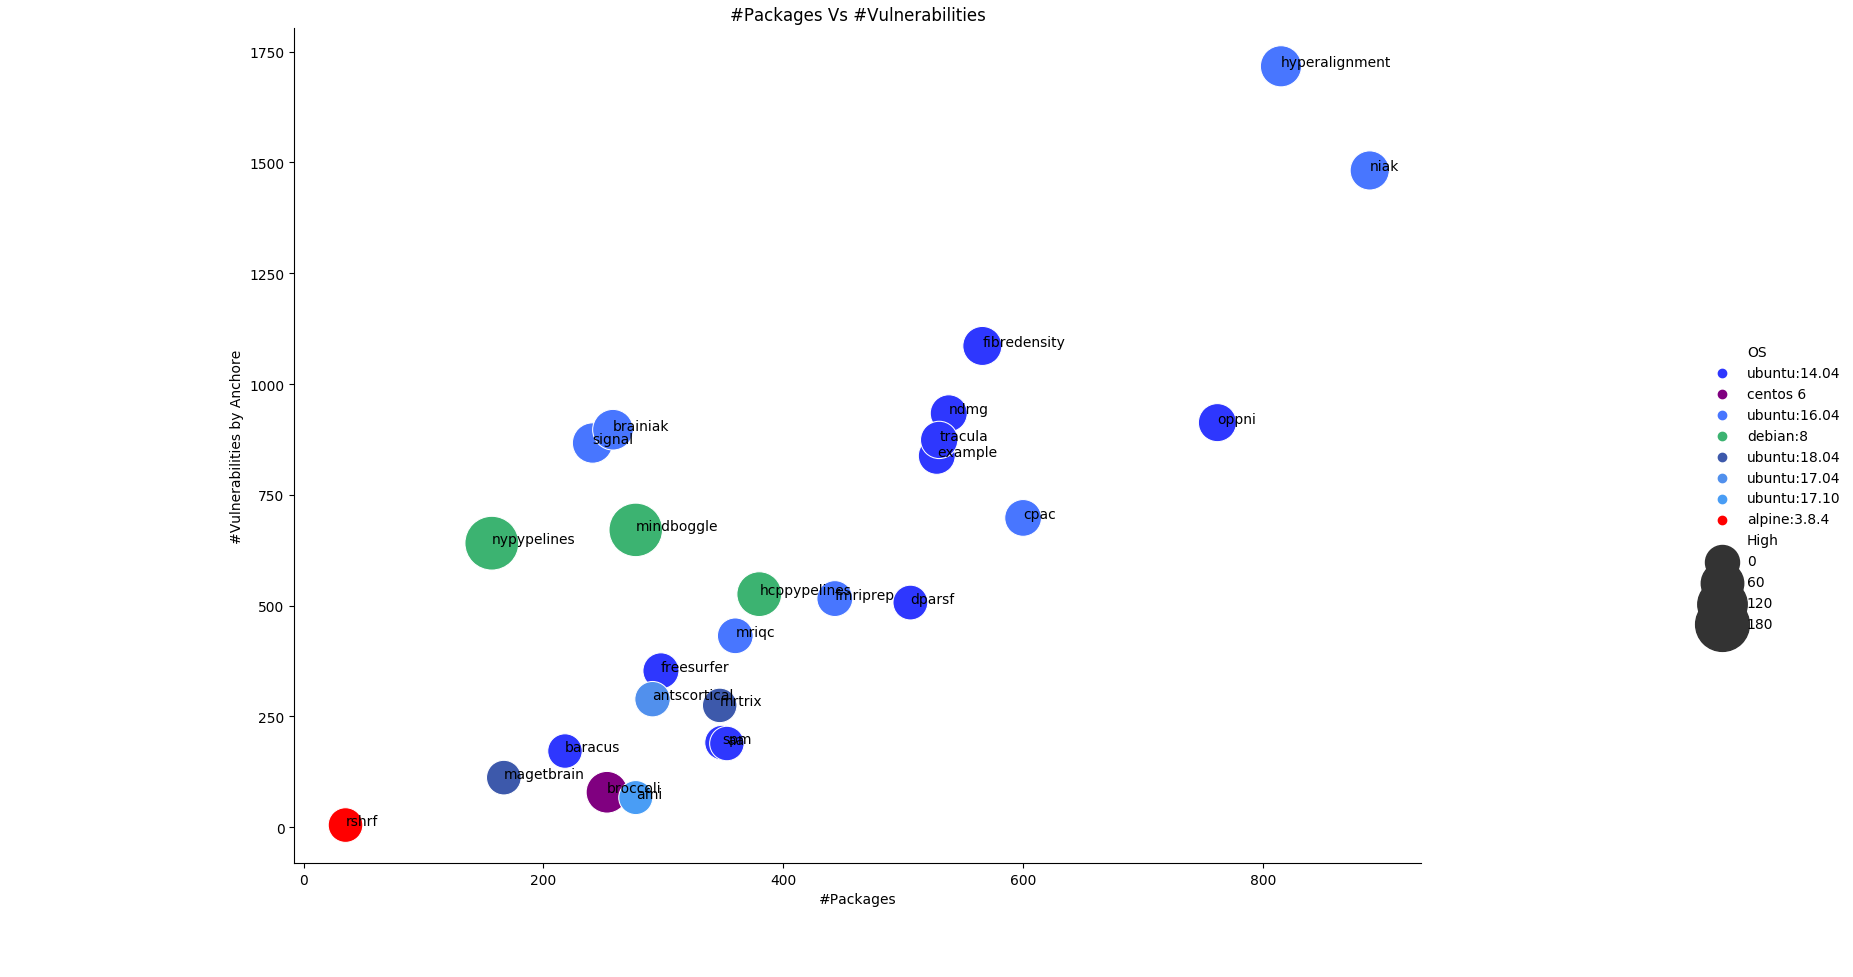 #Packages Vs #Vulnerabilities
1750
1500
1250
1000
750
500
250
0
#Vulnerabilities by Anchore
hyperalignment
niak
fibredensity
ndmg
oppni
tracula
example
brainiak
signal
cpac
mindboggle
nypypelines
hcppypelines
fmriprep
dparsf
mriqc
freesurfer
antscortical
mrtrix
spm
baracus
magetbrain
broccoli
afni
rshrf
0
200
400
600
800
#Packages
OS
ubuntu:14.04
centos 6
ubuntu:16.04
debian:8
ubuntu:18.04
ubuntu:17.04
ubuntu:17.10
alpine:3.8.4
High
0
60
120
180